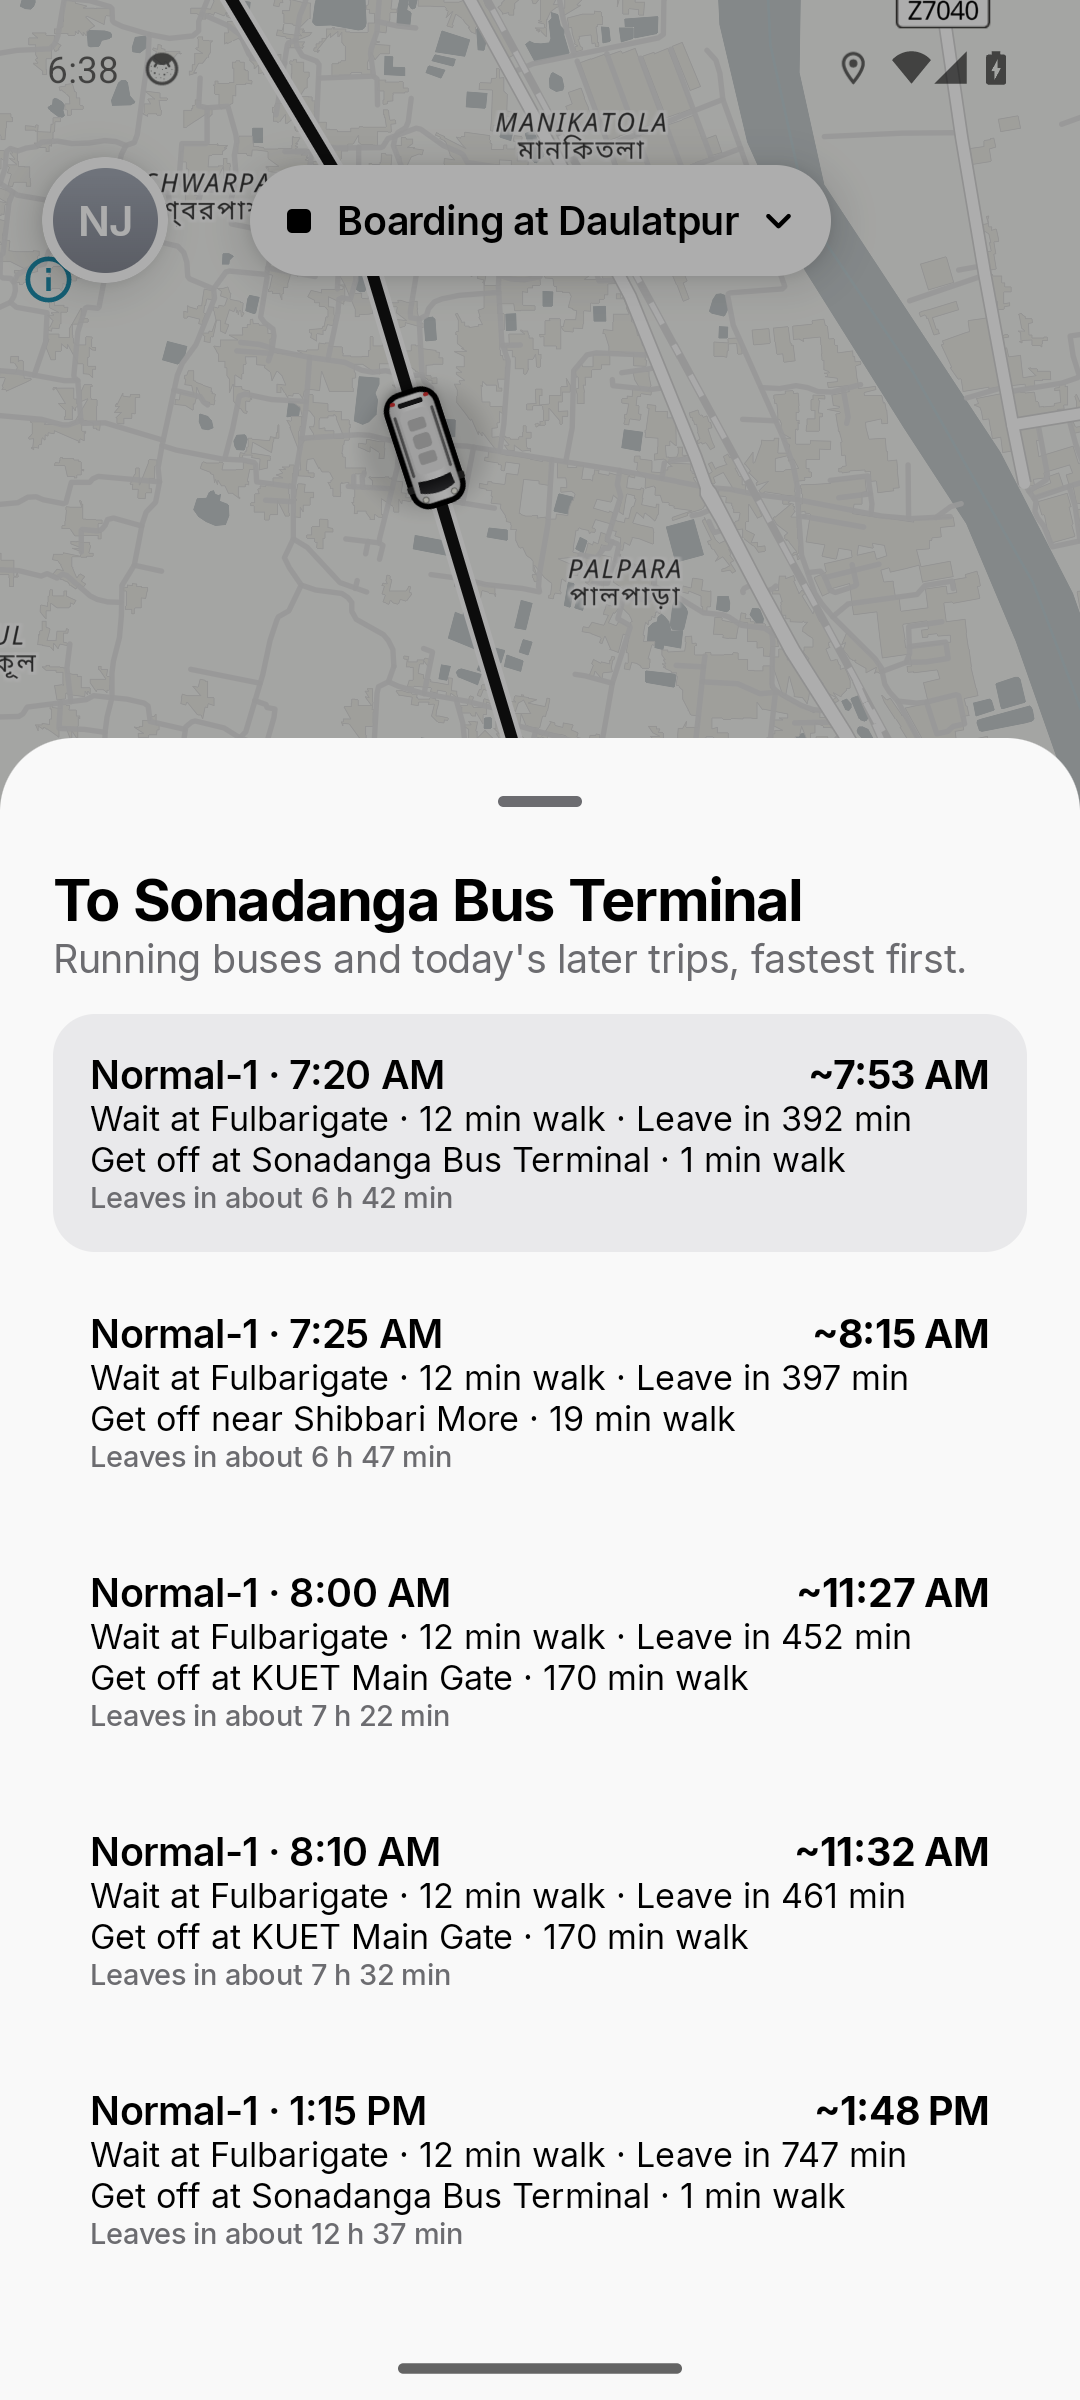 Z7040
6:38
MANIKATOLA
মানিকতলা
NJ
Boarding at Daulatpur
PALPARA
পালপাড়া
To Sonadanga Bus Terminal
Running buses and today's later trips, fastest first.
Normal-1 · 7:20 AM ~7:53 AM
Wait at Fulbarigate · 12 min walk · Leave in 392 min
Get off at Sonadanga Bus Terminal · 1 min walk
Leaves in about 6 h 42 min
Normal-1 · 7:25 AM ~8:15 AM
Wait at Fulbarigate · 12 min walk · Leave in 397 min
Get off near Shibbari More · 19 min walk
Leaves in about 6 h 47 min
Normal-1 · 8:00 AM ~11:27 AM
Wait at Fulbarigate · 12 min walk · Leave in 452 min
Get off at KUET Main Gate · 170 min walk
Leaves in about 7 h 22 min
Normal-1 · 8:10 AM ~11:32 AM
Wait at Fulbarigate · 12 min walk · Leave in 461 min
Get off at KUET Main Gate · 170 min walk
Leaves in about 7 h 32 min
Normal-1 · 1:15 PM ~1:48 PM
Wait at Fulbarigate · 12 min walk · Leave in 747 min
Get off at Sonadanga Bus Terminal · 1 min walk
Leaves in about 12 h 37 min